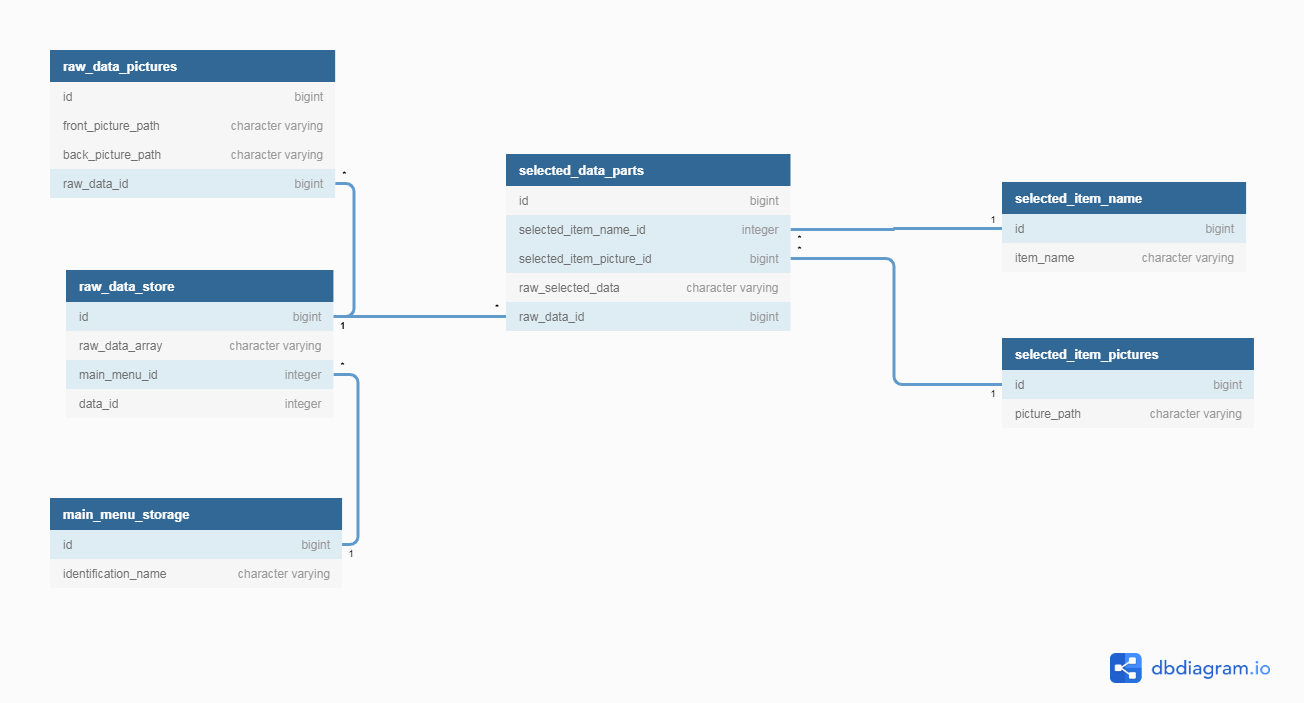 raw_data_pictures
id bigint
front_picture_path character varying
back_picture_path character varying
raw_data_id bigint
*
raw_data_store
id bigint
1
raw_data_array character varying
*
main_menu_id integer
data_id integer
main_menu_storage
id bigint
1
identification_name character varying
selected_data_parts
id bigint
selected_item_name_id integer
*
*
selected_item_picture_id bigint
raw_selected_data character varying
*
raw_data_id bigint
selected_item_name
1
id bigint
item_name character varying
selected_item_pictures
id bigint
1
picture_path character varying
dbdiagram.io